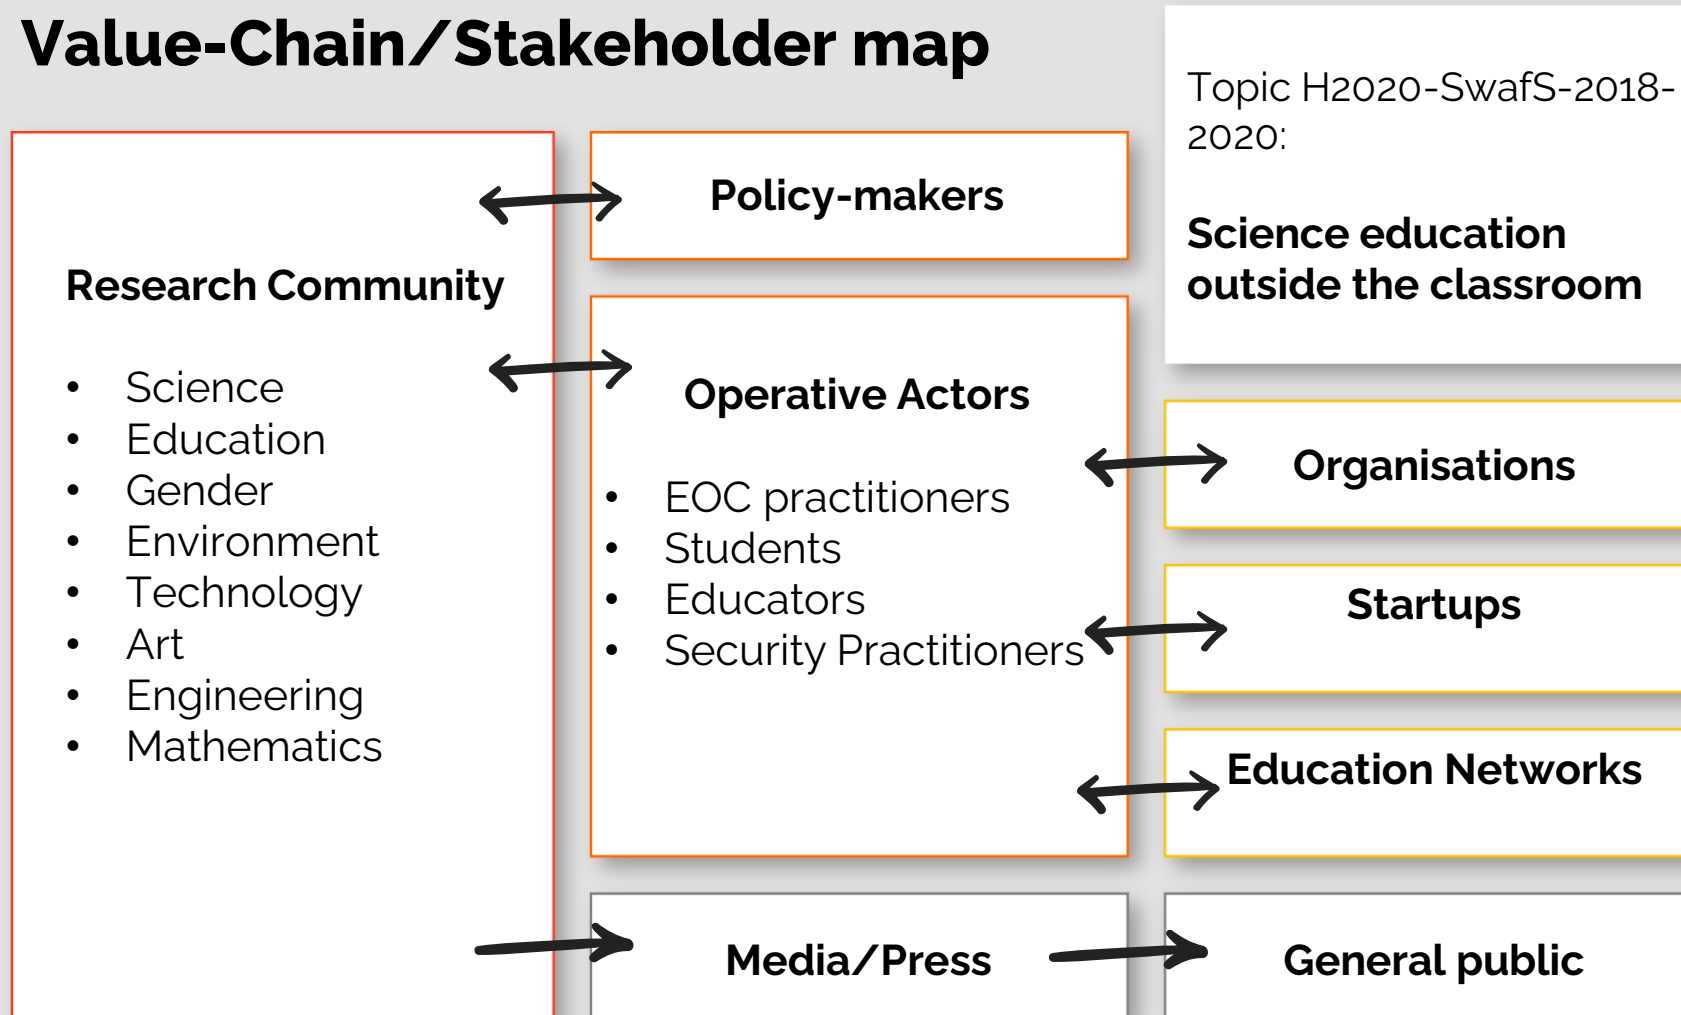 Value-Chain/Stakeholder map
Topic H2020-SwafS-2018-
2020:
Science education
outside the classroom
Research Community
• Science
• Education
• Gender
• Environment
• Technology
• Art
• Engineering
• Mathematics
Policy-makers
Operative Actors
• EOC practitioners
• Students
• Educators
• Security Practitioners
Organisations
Startups
Education Networks
Media/Press
General public